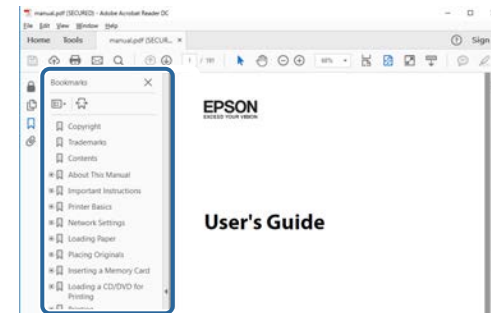 manual.pdf (SECURED) - Adobe Acrobat Reader DC
File Edit View Window Help
Home Tools manual.pdf (SECUR... ×
Sign
1 / 191
Bookmarks
Copyright
Trademarks
Contents
About This Manual
Important Instructions
Printer Basics
Network Settings
Loading Paper
Placing Originals
Inserting a Memory Card
Loading a CD/DVD for
Printing
EPSON
EXCEED YOUR VISION
User's Guide